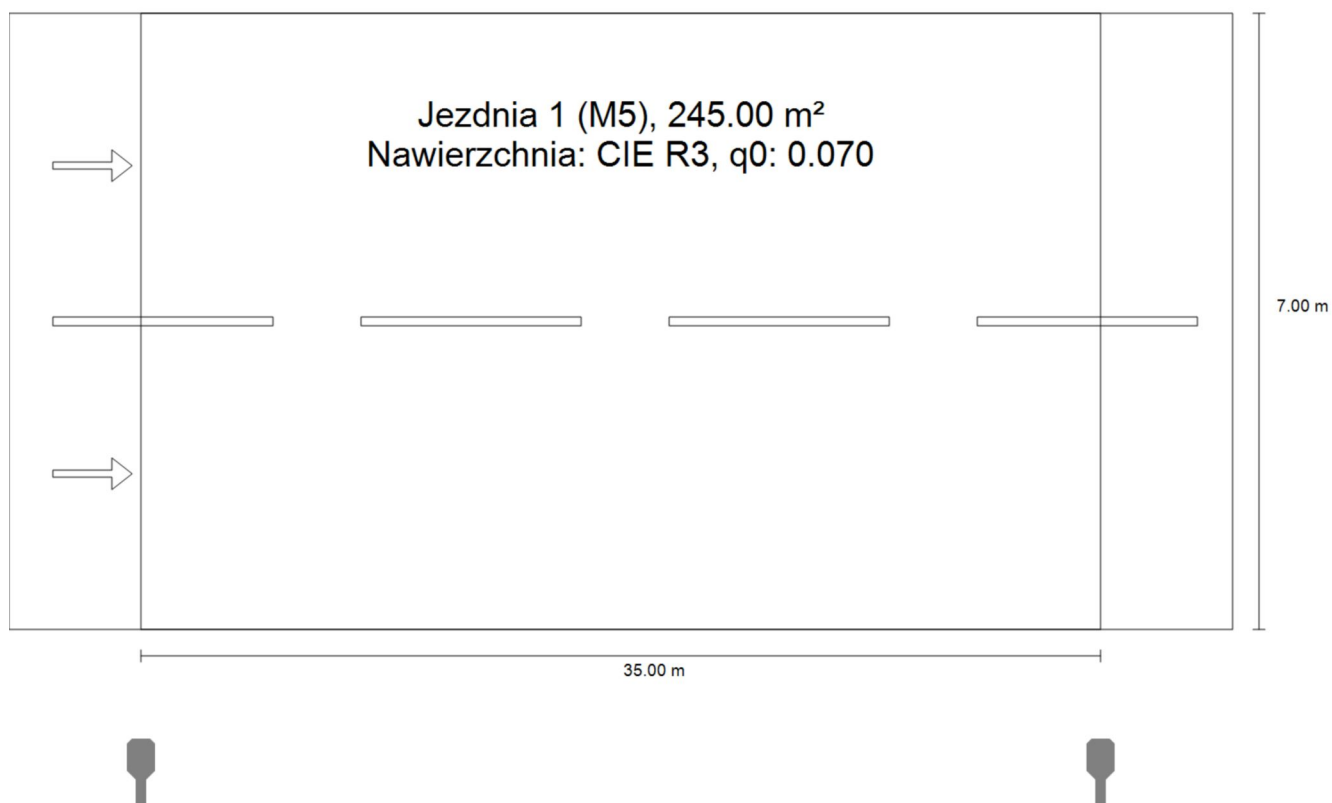 Jezdnia 1 (M5), 245.00 m²
Nawierzchnia: CIE R3, q0: 0.070
7.00 m
35.00 m